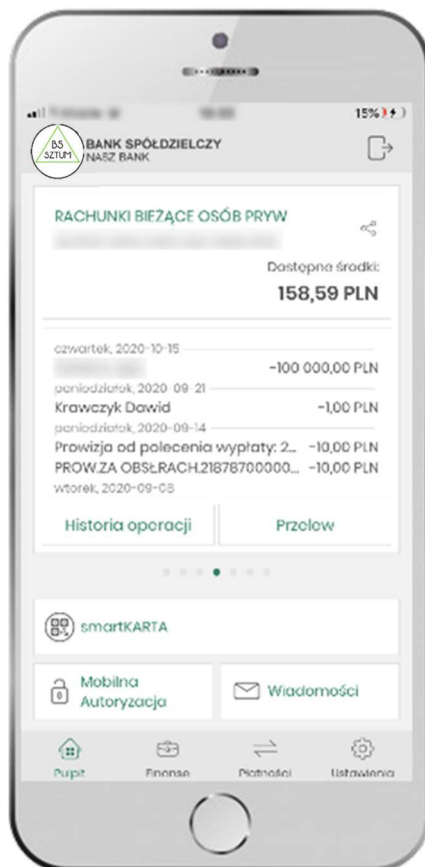 15%
BS
SZTUM
BANK SPÓŁDZIELCZY
NASZ BANK
RACHUNKI BIEŻĄCE OSÓB PRYW
Dostępne środki:
158,59 PLN
czwartek, 2020-10-15
-100 000,00 PLN
poniedziałek, 2020-09-21
Krawczyk Dawid -1,00 PLN
poniedziałek, 2020-09-14
Prowizja od polecenia wypłaty: 2... -10,00 PLN
PROW.ZA OBSŁ.RACH.21878700000... -10,00 PLN
wtorek, 2020-09-08
Historia operacji Przelew
smartKARTA
Mobilna
Autoryzacja
Wiadomości
Pulpit Finanse Płatności Ustawienia